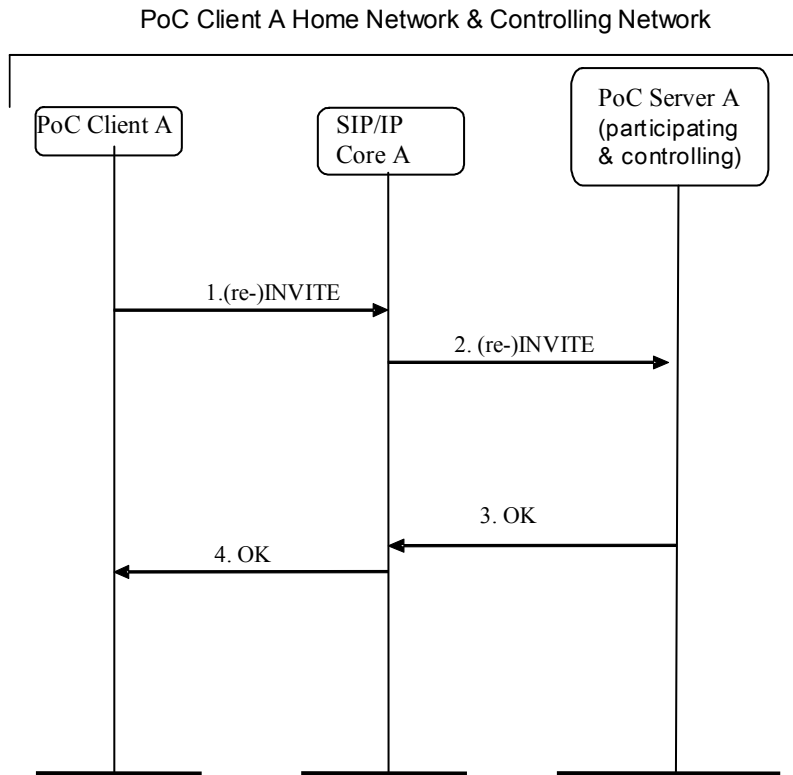 PoC Client A Home Network & Controlling Network
PoC Client A
SIP/IP
Core A
PoC Server A
(participating
& controlling)
1.(re-)INVITE
2. (re-)INVITE
3. OK
4. OK